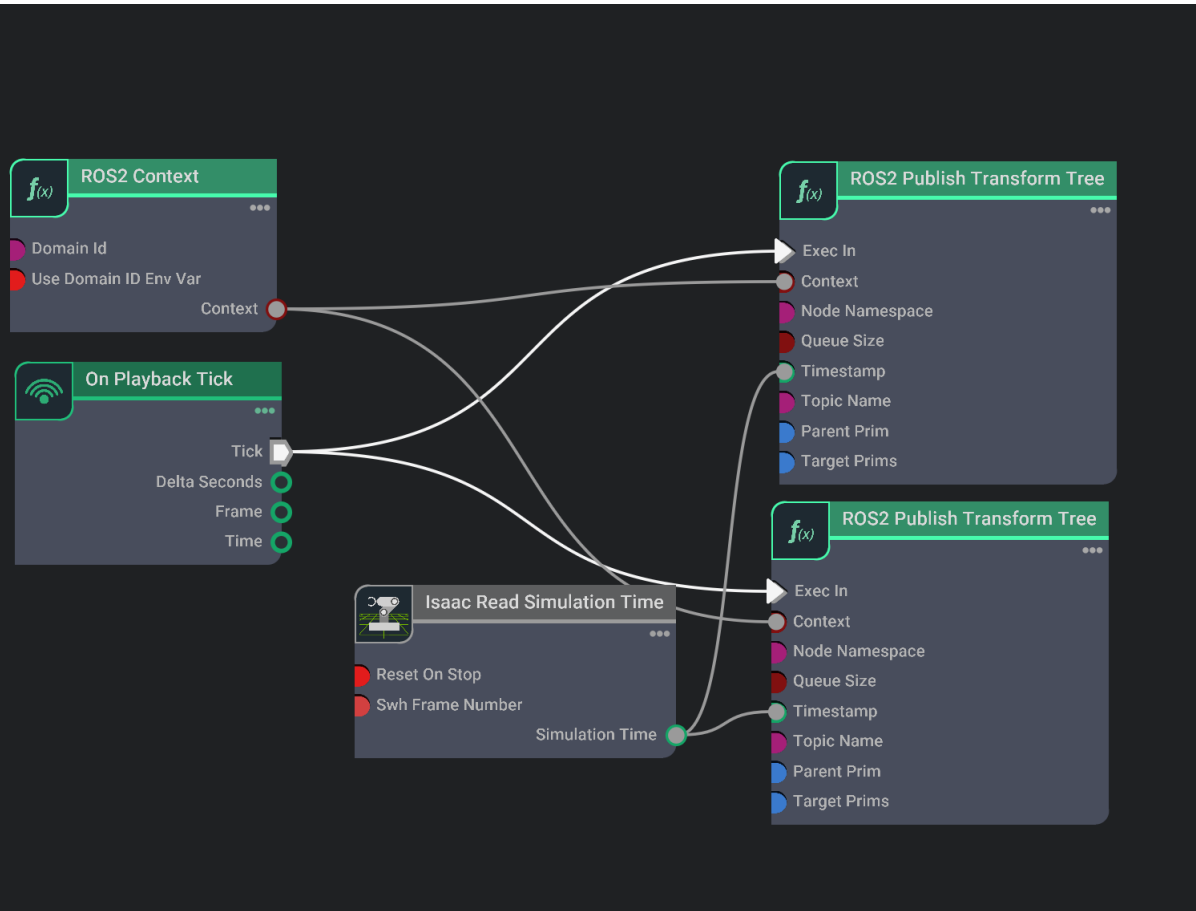 ROS2 Context
f(x)
Domain Id
Use Domain ID Env Var
Context
On Playback Tick
Tick
Delta Seconds
Frame
Time
Isaac Read Simulation Time
Reset On Stop
Swh Frame Number
Simulation Time
ROS2 Publish Transform Tree
f(x)
Exec In
Context
Node Namespace
Queue Size
Timestamp
Topic Name
Parent Prim
Target Prims
ROS2 Publish Transform Tree
f(x)
Exec In
Context
Node Namespace
Queue Size
Timestamp
Topic Name
Parent Prim
Target Prims